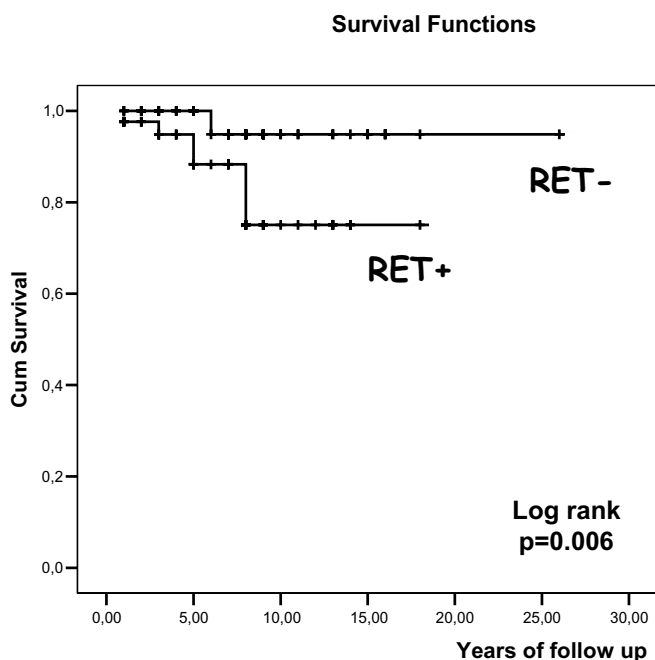 Survival Functions
1,0
0,8
0,6
0,4
0,2
0,0
Cum Survival
RET-
RET+
Log rank
p=0.006
0,00 5,00 10,00 15,00 20,00 25,00 30,00
Years of follow up